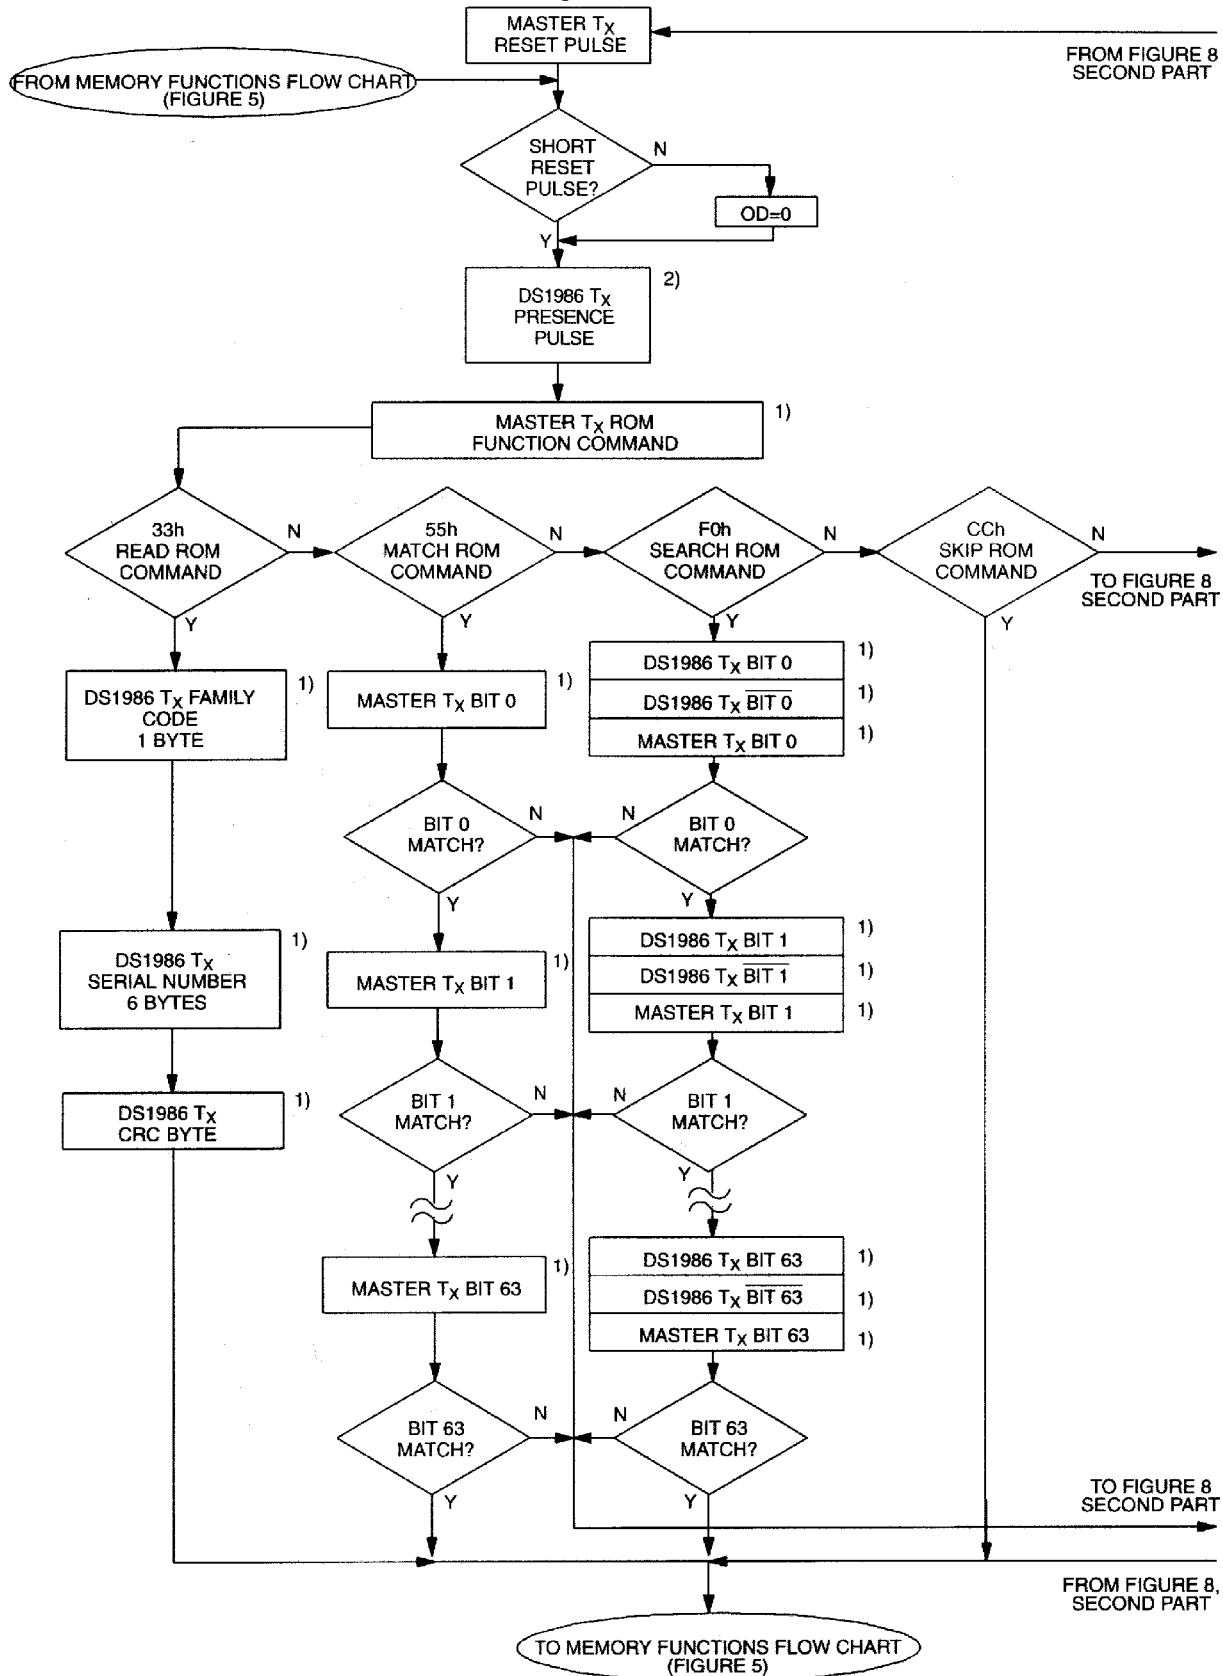 MASTER TX
RESET PULSE
FROM FIGURE 8
SECOND PART
FROM MEMORY FUNCTIONS FLOW CHART
(FIGURE 5)
SHORT
RESET
PULSE?
N
OD=0
Y
DS1986 TX
PRESENCE
PULSE
2)
MASTER TX ROM
FUNCTION COMMAND
1)
33h
READ ROM
COMMAND
N
Y
55h
MATCH ROM
COMMAND
N
Y
F0h
SEARCH ROM
COMMAND
N
Y
CCh
SKIP ROM
COMMAND
N
Y
TO FIGURE 8
SECOND PART
DS1986 TX FAMILY
CODE
1 BYTE
1)
DS1986 TX
SERIAL NUMBER
6 BYTES
1)
DS1986 TX
CRC BYTE
1)
MASTER TX BIT 0
1)
BIT 0
MATCH?
N
Y
MASTER TX BIT 1
1)
BIT 1
MATCH?
N
Y
MASTER TX BIT 63
1)
BIT 63
MATCH?
N
Y
DS1986 TX BIT 0
1)
DS1986 TX BIT 0
1)
MASTER TX BIT 0
1)
N
BIT 0
MATCH?
Y
DS1986 TX BIT 1
1)
DS1986 TX BIT 1
1)
MASTER TX BIT 1
1)
N
BIT 1
MATCH?
Y
DS1986 TX BIT 63
1)
DS1986 TX BIT 63
1)
MASTER TX BIT 63
1)
N
BIT 63
MATCH?
Y
TO FIGURE 8
SECOND PART
FROM FIGURE 8,
SECOND PART
TO MEMORY FUNCTIONS FLOW CHART
(FIGURE 5)